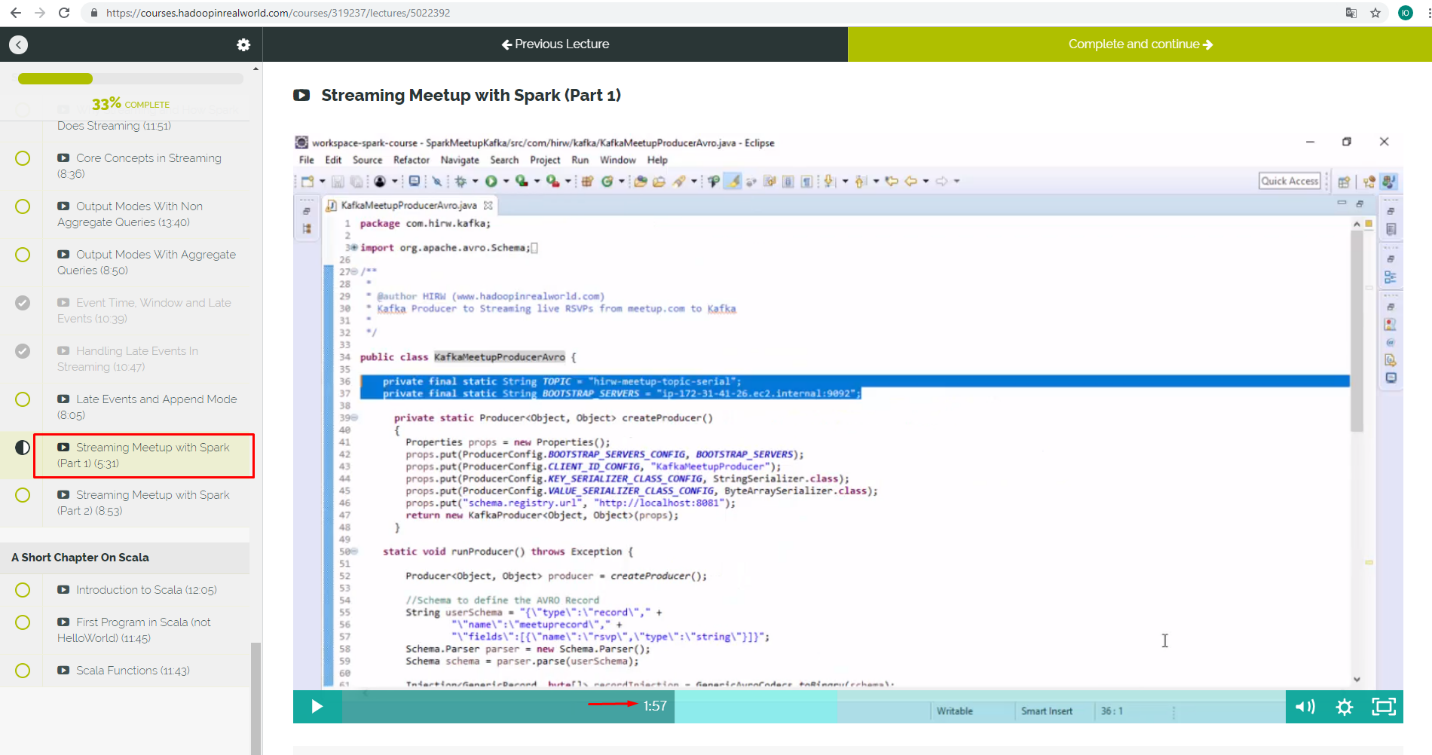 https://courses.hadoopinrealworld.com/courses/319237/lectures/5022392
Previous Lecture
Complete and continue
33% COMPLETE
Does Streaming (11:51)
Core Concepts in Streaming
(8:36)
Output Modes With Non
Aggregate Queries (13:40)
Output Modes With Aggregate
Queries (8:50)
Event Time, Window and Late
Events (10:39)
Handling Late Events In
Streaming (10:47)
Late Events and Append Mode
(8:05)
Streaming Meetup with Spark
(Part 1) (5:31)
Streaming Meetup with Spark
(Part 2) (8:53)
A Short Chapter On Scala
Introduction to Scala (12:05)
First Program in Scala (not
HelloWorld) (11:45)
Scala Functions (11:43)
Streaming Meetup with Spark (Part 1)
workspace-spark-course - SparkMeetupKafka/src/com/hirw/kafka/KafkaMeetupProducerAvro.java - Eclipse
File Edit Source Refactor Navigate Search Project Run Window Help
Quick Access
KafkaMeetupProducerAvro.java
1 package com.hirw.kafka;
2
3 import org.apache.avro.Schema;
26
27 /**
28 *
29 * @author HIRW (www.hadoopinrealworld.com)
30 * Kafka Producer to Streaming live RSVPs from meetup.com to Kafka
31 *
32 */
33
34 public class KafkaMeetupProducerAvro {
35
36 private final static String TOPIC = "hirw-meetup-topic-serial";
37 private final static String BOOTSTRAP_SERVERS = "ip-172-31-41-26.ec2.internal:9092";
38
39 private static Producer<Object, Object> createProducer()
40 {
41 Properties props = new Properties();
42 props.put(ProducerConfig.BOOTSTRAP_SERVERS_CONFIG, BOOTSTRAP_SERVERS);
43 props.put(ProducerConfig.CLIENT_ID_CONFIG, "KafkaMeetupProducer");
44 props.put(ProducerConfig.KEY_SERIALIZER_CLASS_CONFIG, StringSerializer.class);
45 props.put(ProducerConfig.VALUE_SERIALIZER_CLASS_CONFIG, ByteArraySerializer.class);
46 props.put("schema.registry.url", "http://localhost:8081");
47 return new KafkaProducer<Object, Object>(props);
48 }
49
50 static void runProducer() throws Exception {
51
52 Producer<Object, Object> producer = createProducer();
53
54 //Schema to define the AVRO Record
55 String userSchema = "{\"type\":\"record\"," +
56 "\"name\":\"meetuprecord\"," +
57 "\"fields\":[{\"name\":\"rsvp\",\"type\":\"string\"}]}";
58 Schema.Parser parser = new Schema.Parser();
59 Schema schema = parser.parse(userSchema);
60
61 Injection<GenericRecord, byte[]> recordInjection = GenericAvroCodecs.toBinary(schema);
1:57
Writable
Smart Insert
36 : 1